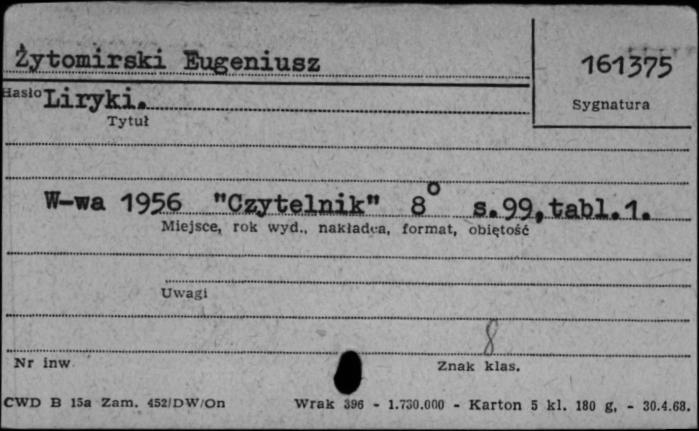 Żytomirski Eugeniusz
161375
Hasło
Sygnatura
Liryki.
Tytuł
W-wa 1956 "Czytelnik" 8° s.99,tabl.1.
Miejsce, rok wyd., nakładca, format, objętość
Uwagi
8
Nr inw
Znak klas.
CWD B 15a Zam. 452/DW/On Wrak 396 - 1.730.000 - Karton 5 kl. 180 g. - 30.4.68.